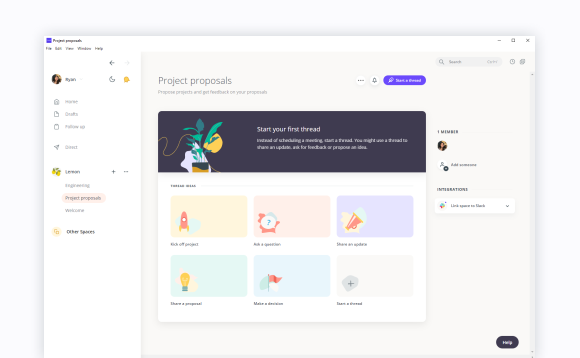 Project proposals
File Edit View Window Help
Search
Ryan
Project proposals
Start a thread
Propose projects and get feedback on your proposals
Home
Drafts
Follow up
Start your first thread
Instead of scheduling a meeting, start a thread. You might use a thread to
share an update, ask for feedback or propose an idea.
1 MEMBER
Direct
Add someone
Lemon
THREAD IDEAS
INTEGRATIONS
Engineering
Project proposals
Link space to Slack
Welcome
Other Spaces
Kick off project
Ask a question
Share an update
Share a proposal
Make a decision
Start a thread
Help